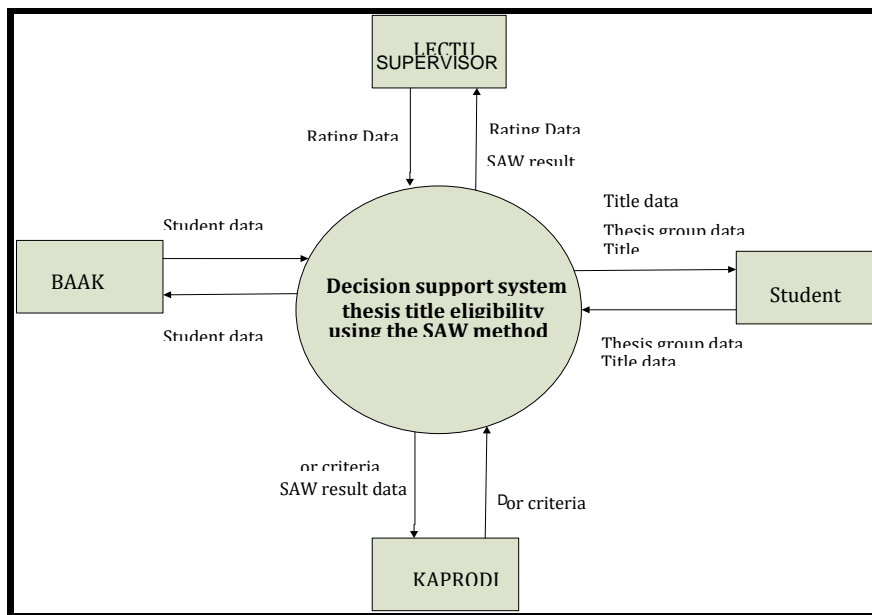 LECTU
SUPERVISOR
Rating Data
Rating Data
SAW result
Student data
BAAK
Student data
Decision support system
thesis title eligibility
using the SAW method
Title data
Thesis group data
Title
Student
Thesis group data
Title data
or criteria
SAW result data
Dor criteria
KAPRODI